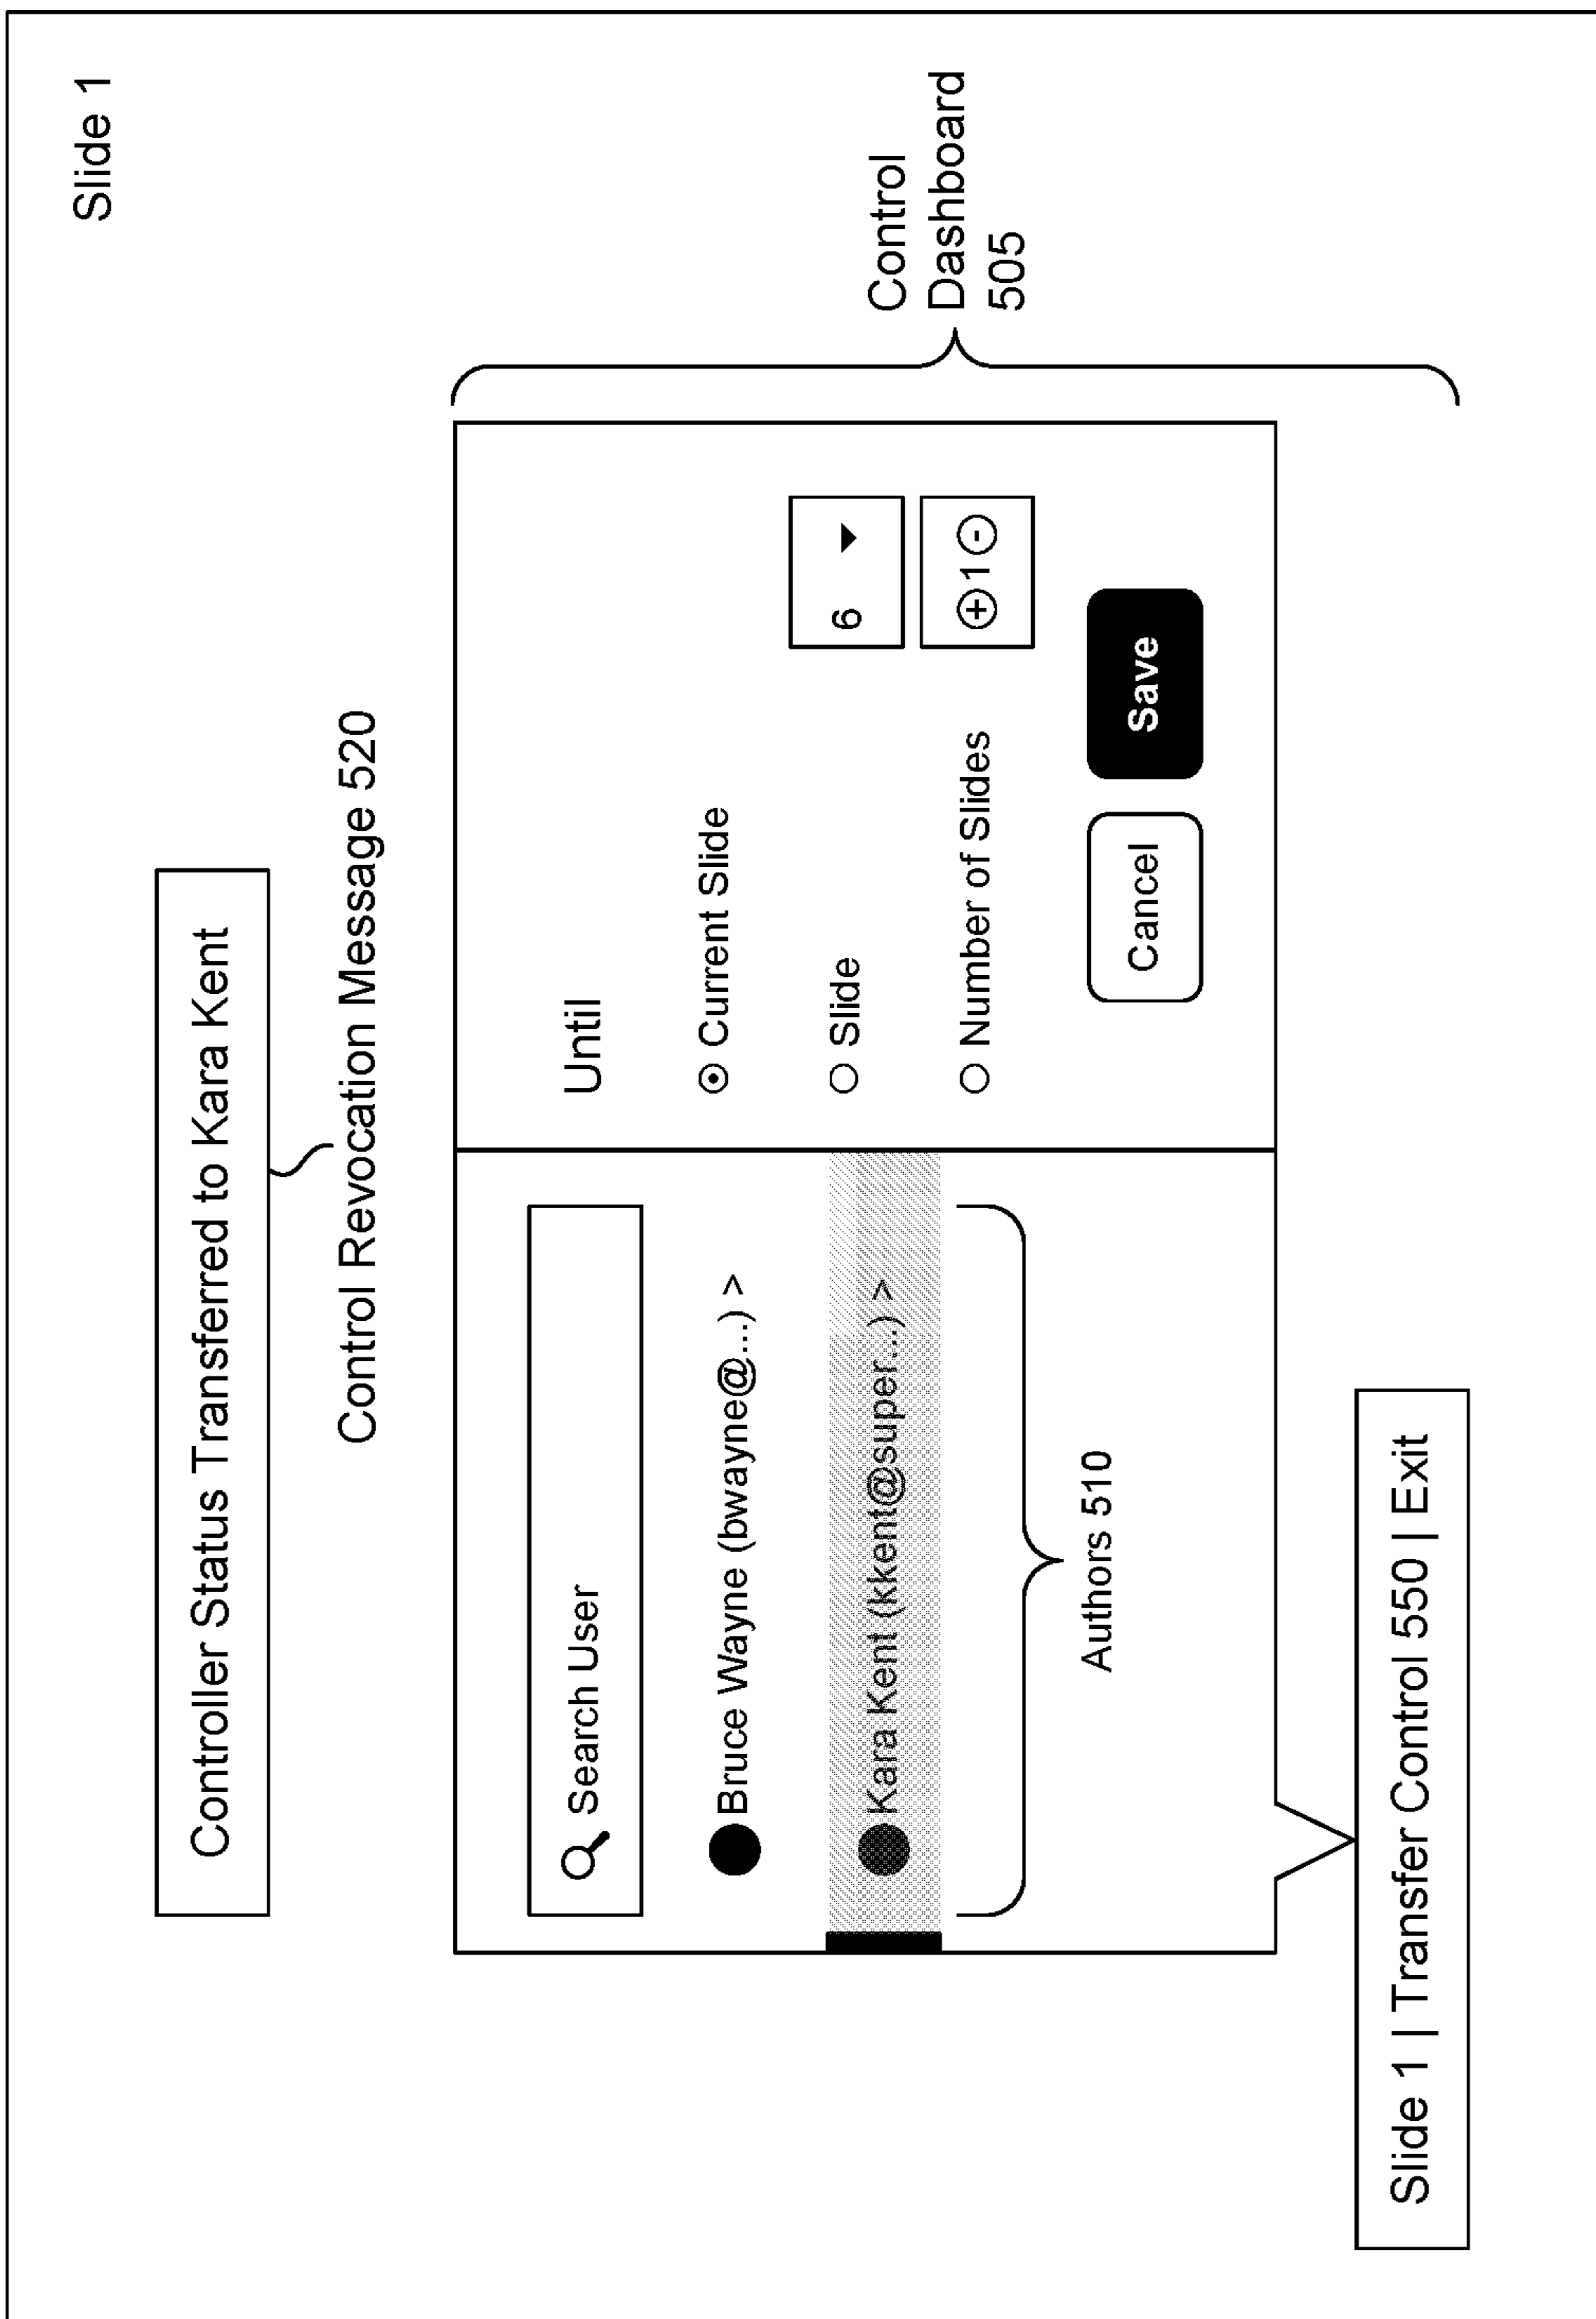 Slide 1
Controller Status Transferred to Kara Kent
Control Revocation Message 520
Search User
Bruce Wayne (bwayne@...) >
Kara Kent (kkent@super...) >
Authors 510
Until
Current Slide
Slide
6
Number of Slides
+ 1 -
Cancel
Save
Control
Dashboard
505
Slide 1 | Transfer Control 550 | Exit